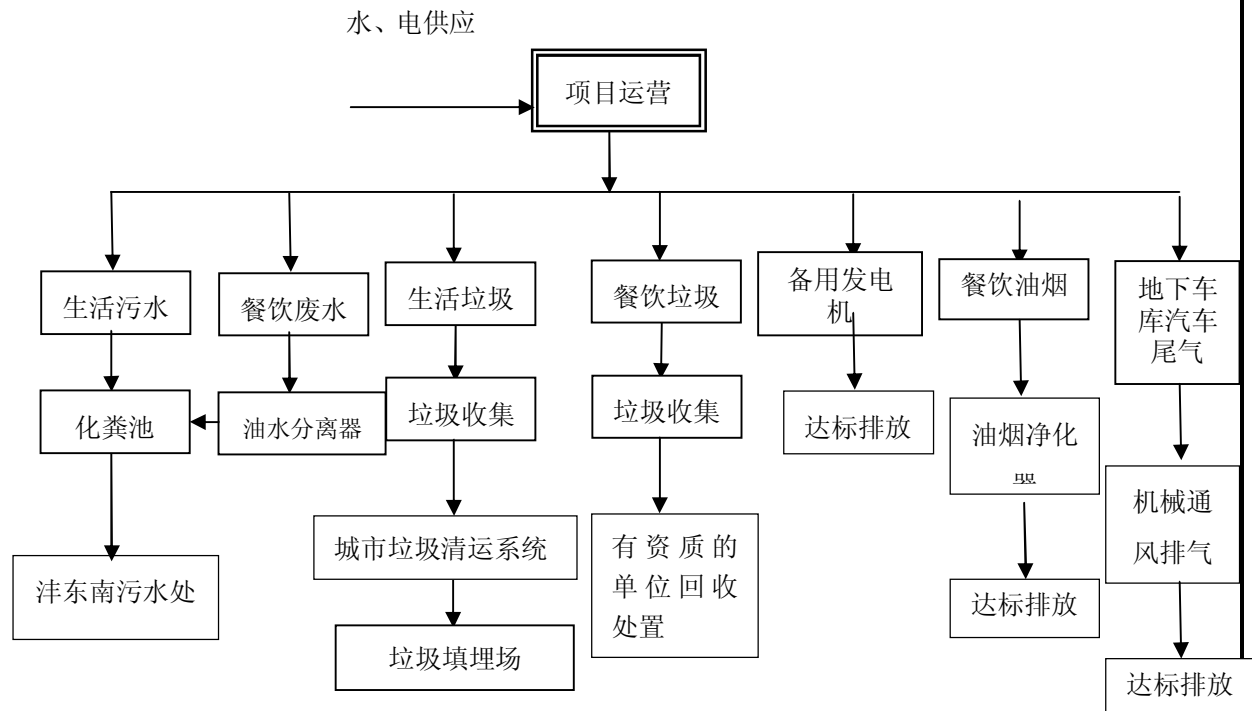 水、电供应
项目运营
生活污水
餐饮废水
生活垃圾
餐饮垃圾
备用发电
机
餐饮油烟
地下车
库汽车
尾气
化粪池
油水分离器
垃圾收集
垃圾收集
达标排放
油烟净化
器
机械通
风排气
沣东南污水处
城市垃圾清运系统
有资质的
单位回收
处置
达标排放
垃圾填埋场
达标排放